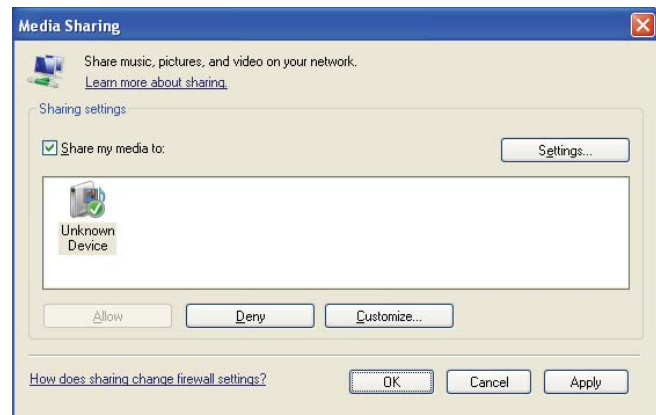 Media Sharing
Share music, pictures, and video on your network.
Learn more about sharing.
Sharing settings
Share my media to:
Settings...
Unknown
Device
Allow
Deny
Customize...
How does sharing change firewall settings?
OK
Cancel
Apply